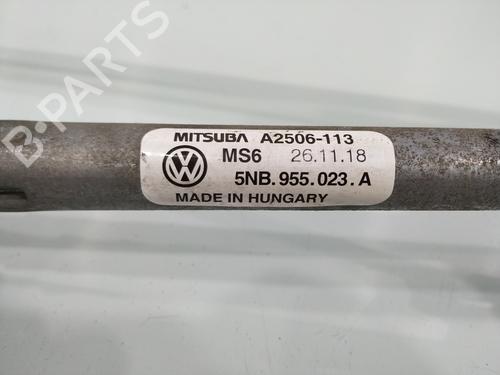 B-PARTS
MITSUBA A2506-113
MS6 26.11.18
5NB.955.023.A
MADE IN HUNGARY